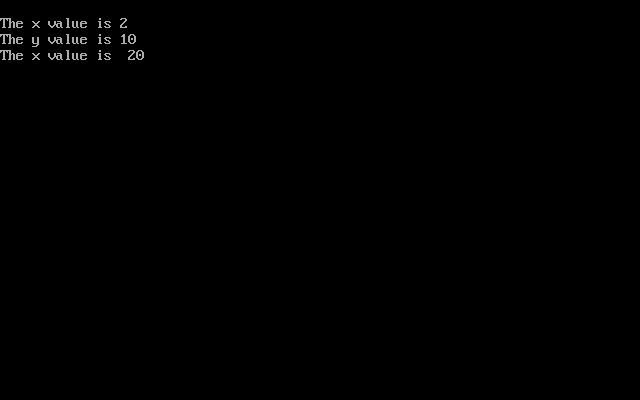 The x value is 2
The y value is 10
The x value is  20